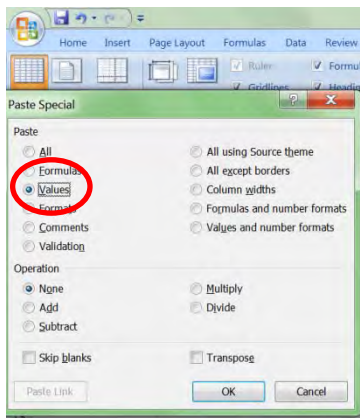 Home Insert Page Layout Formulas Data Review
Ruler Formu
Gridlines Headin
Paste Special
Paste
All All using Source theme
Formulas All except borders
Values Column widths
Formats Formulas and number formats
Comments Values and number formats
Validation
Operation
None Multiply
Add Divide
Subtract
Skip blanks Transpose
Paste Link OK Cancel